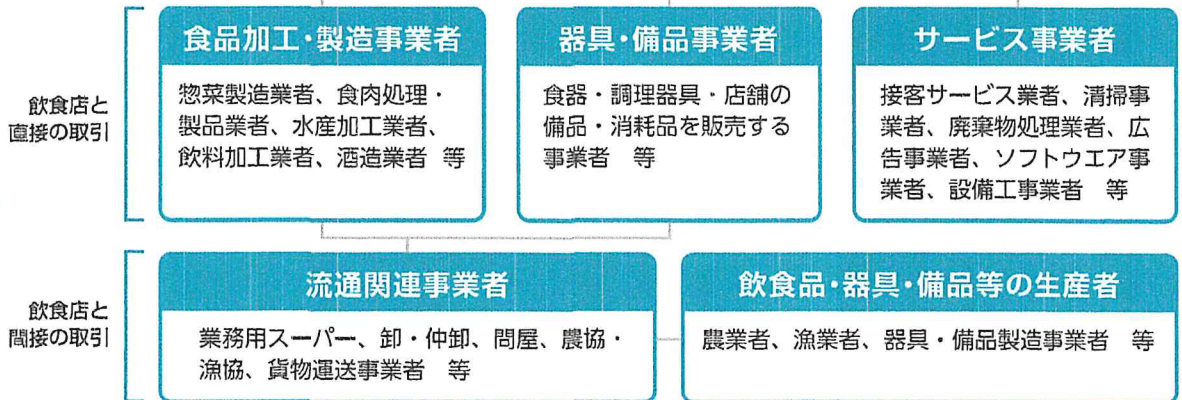 飲食店と
直接の取引
食品加工・製造事業者
惣菜製造業者、食肉処理・
製品業者、水産加工業者、
飲料加工業者、酒造業者 等
器具・備品事業者
食器・調理器具・店舗の
備品・消耗品を販売する
事業者 等
サービス事業者
接客サービス業者、清掃事
業者、廃棄物処理業者、広
告事業者、ソフトウエア事
業者、設備工事業者 等
飲食店と
間接の取引
流通関連事業者
業務用スーパー、卸・仲卸、問屋、農協・
漁協、貨物運送事業者 等
飲食品・器具・備品等の生産者
農業者、漁業者、器具・備品製造事業者 等